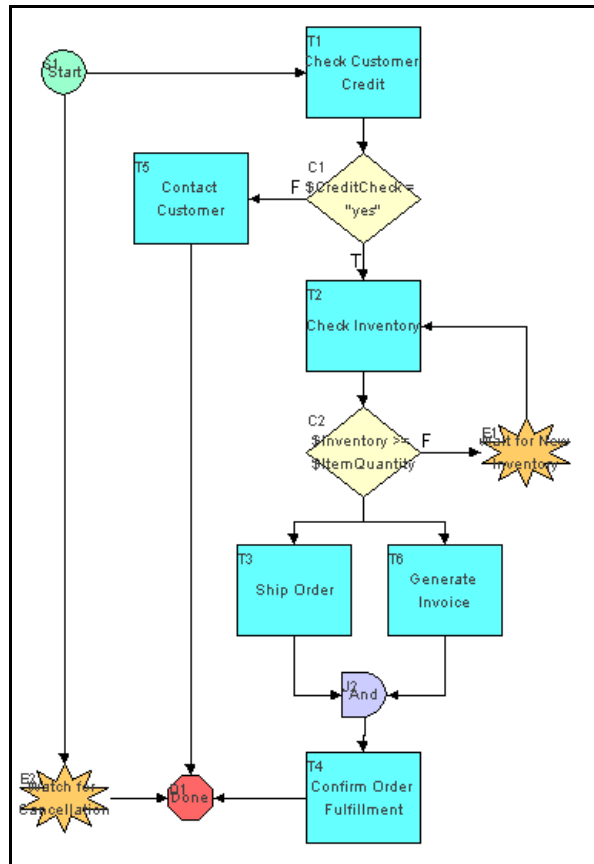 T1
Check Customer
Credit
S1
Start
C1
$CreditCheck =
"yes"
F
T
T5
Contact
Customer
T2
Check Inventory
C2
$Inventory >=
$ItemQuantity
F
E1
Wait for New
Inventory
T3
Ship Order
T6
Generate
Invoice
J2
And
T4
Confirm Order
Fulfillment
E2
Watch for
Cancellation
Done